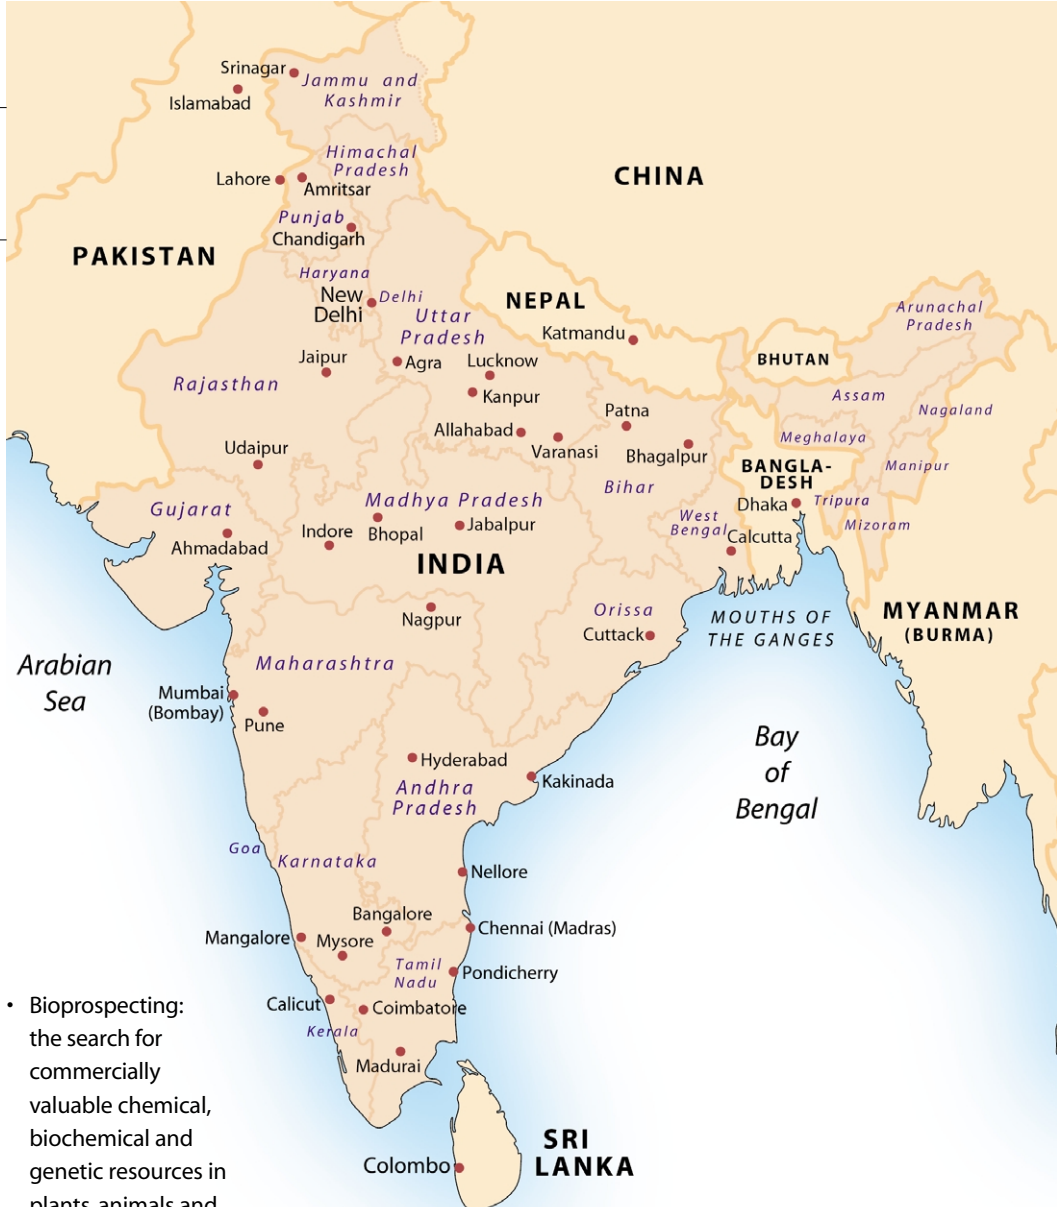 Srinagar
Jammu and
Kashmir
Islamabad
Himachal
Pradesh
Lahore
Amritsar
CHINA
Punjab
Chandigarh
PAKISTAN
Haryana
New
Delhi
Delhi
NEPAL
Uttar
Pradesh
Katmandu
Arunachal
Pradesh
Jaipur
Agra
Lucknow
BHUTAN
Rajasthan
Kanpur
Assam
Nagaland
Patna
Allahabad
Varanasi
Bhagalpur
Meghalaya
Udaipur
BANGLA-
DESH
Manipur
Bihar
Gujarat
Madhya Pradesh
Dhaka
Tripura
West
Bengal
Mizoram
Ahmadabad
Indore
Bhopal
Jabalpur
Calcutta
INDIA
Nagpur
Orissa
Cuttack
MOUTHS OF
THE GANGES
MYANMAR
(BURMA)
Arabian
Sea
Maharashtra
Mumbai
(Bombay)
Pune
Bay
of
Bengal
Hyderabad
Andhra
Pradesh
Kakinada
Goa
Karnataka
Nellore
Bangalore
Chennai (Madras)
Mangalore
Mysore
Tamil
Nadu
Pondicherry
Calicut
Coimbatore
Kerala
Madurai
SRI
LANKA
Colombo
• Bioprospecting:
the search for
commercially
valuable chemical,
biochemical and
genetic resources in
plants, animals and